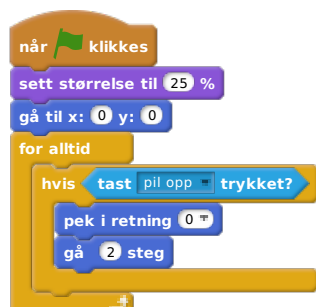 når klikkes
sett størrelse til 25 %
gå til x: 0 y: 0
for alltid
hvis tast pil opp trykket?
pek i retning 0
gå 2 steg